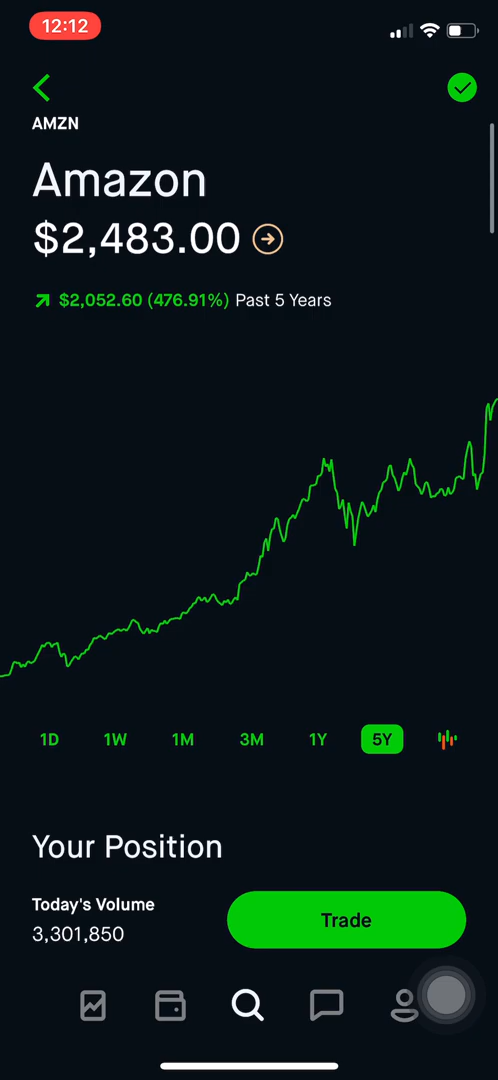 12:12
AMZN
Amazon
$2,483.00
$2,052.60 (476.91%) Past 5 Years
1D 1W 1M 3M 1Y 5Y
Your Position
Today's Volume
3,301,850
Trade